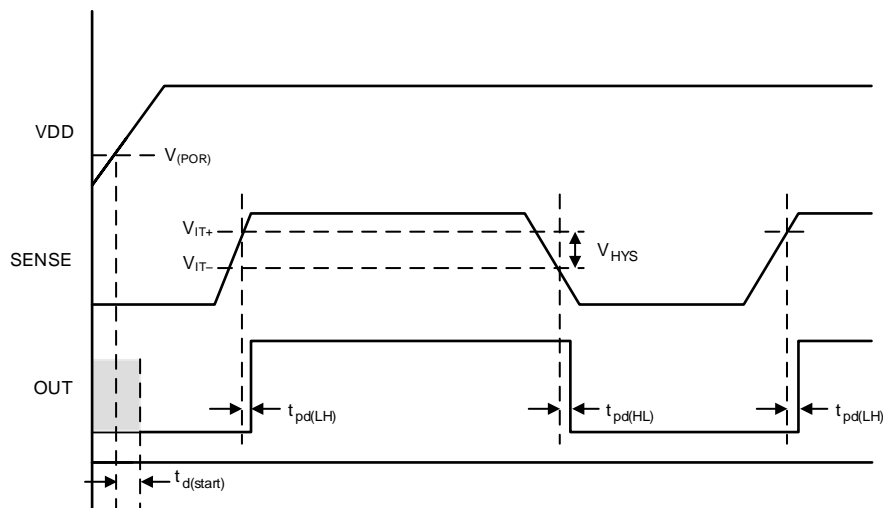 VDD
V(POR)
VIT+
VIT–
SENSE
VHYS
OUT
tpd(LH)
tpd(HL)
tpd(LH)
td(start)